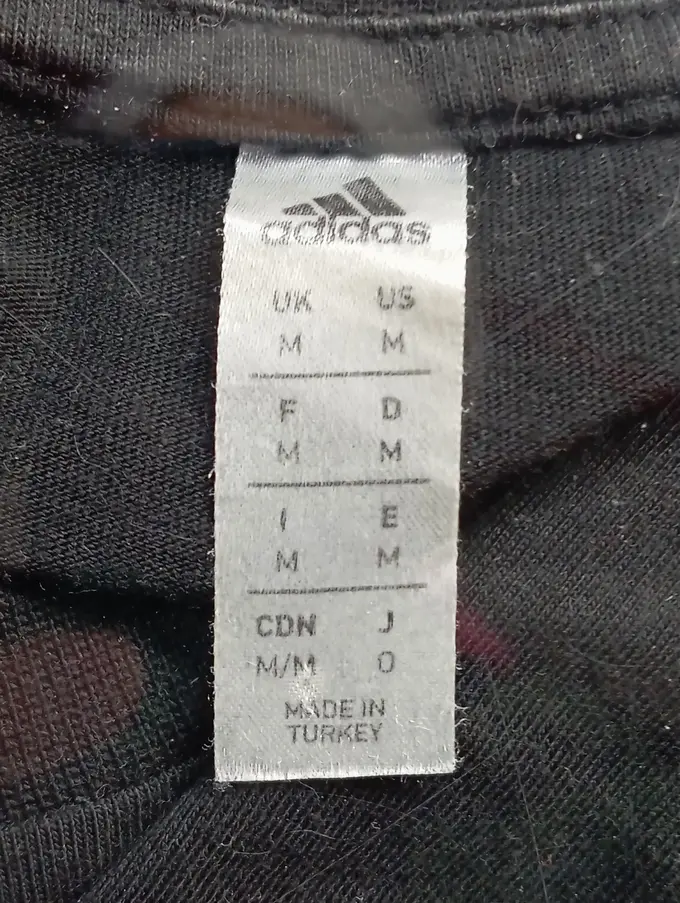 adidas
UK US
M M
F D
M M
I E
M M
CDN J
M/M O
MADE IN
TURKEY